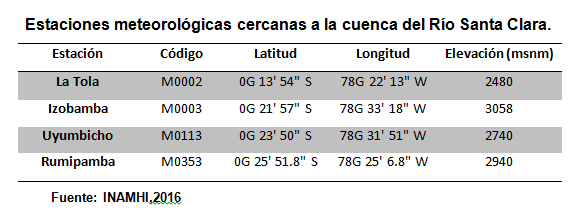 Estaciones meteorológicas cercanas a la cuenca del Río Santa Clara.
Estación Código Latitud Longitud Elevación (msnm)
La Tola M0002 0G 13' 54" S 78G 22' 13" W 2480
Izobamba M0003 0G 21' 57" S 78G 33' 18" W 3058
Uyumbicho M0113 0G 23' 50" S 78G 31' 51" W 2740
Rumipamba M0353 0G 25' 51.8" S 78G 25' 6.8" W 2940
Fuente: INAMHI,2016